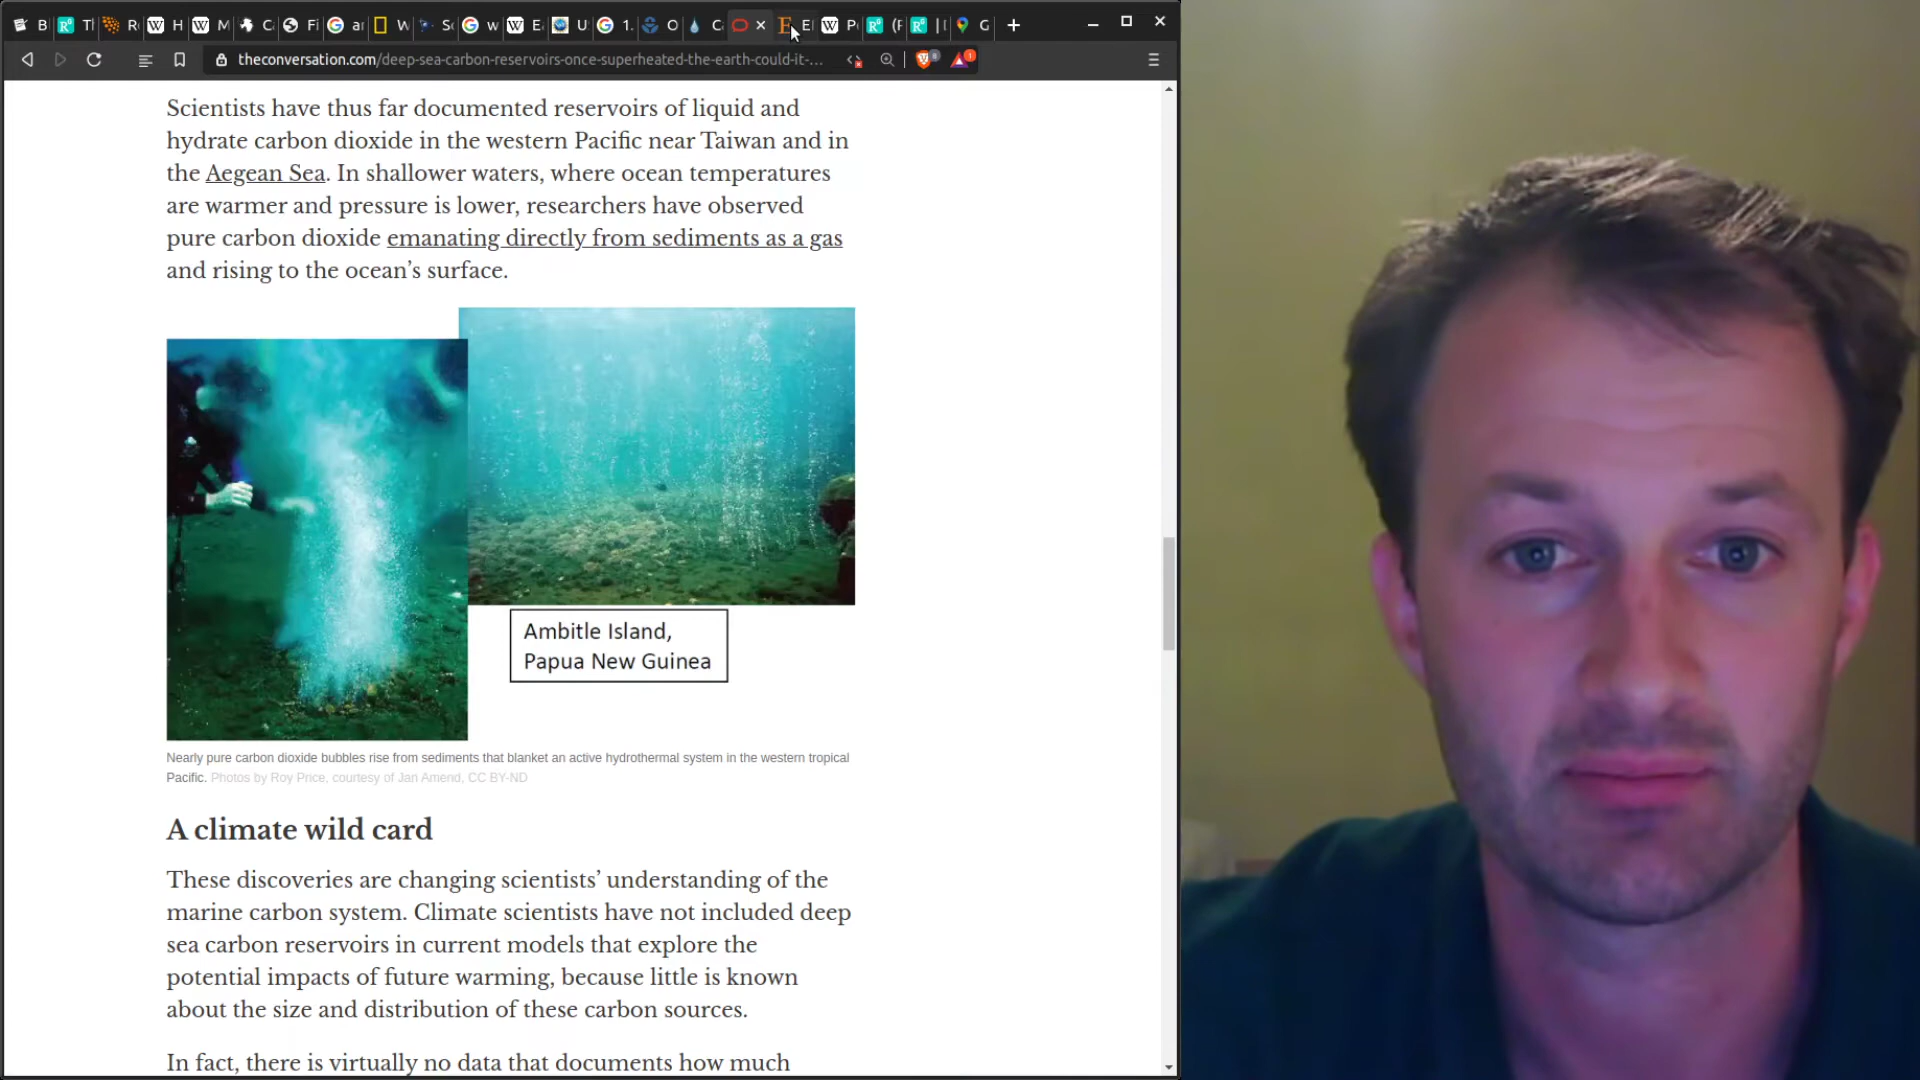 B
Tl
R
H
M
C
Fi
ar
W
S
w
E
U
1.
O
C
El
P
(F
| [
G
theconversation.com/deep-sea-carbon-reservoirs-once-superheated-the-earth-could-it-...
Scientists have thus far documented reservoirs of liquid and
hydrate carbon dioxide in the western Pacific near Taiwan and in
the Aegean Sea. In shallower waters, where ocean temperatures
are warmer and pressure is lower, researchers have observed
pure carbon dioxide emanating directly from sediments as a gas
and rising to the ocean’s surface.
Ambitle Island,
Papua New Guinea
Nearly pure carbon dioxide bubbles rise from sediments that blanket an active hydrothermal system in the western tropical
Pacific. Photos by Roy Price, courtesy of Jan Amend, CC BY-ND
A climate wild card
These discoveries are changing scientists’ understanding of the
marine carbon system. Climate scientists have not included deep
sea carbon reservoirs in current models that explore the
potential impacts of future warming, because little is known
about the size and distribution of these carbon sources.
In fact, there is virtually no data that documents how much